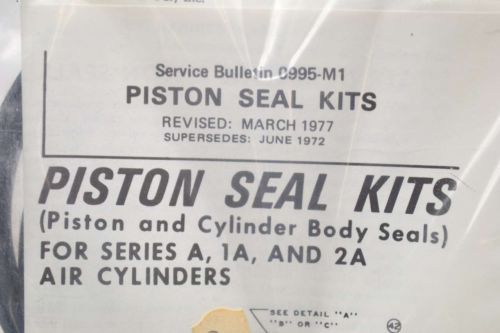 Service Bulletin 0995-M1
PISTON SEAL KITS
REVISED: MARCH 1977
SUPERSEDES: JUNE 1972
PISTON SEAL KITS
(Piston and Cylinder Body Seals)
FOR SERIES A, 1A, AND 2A
AIR CYLINDERS
SEE DETAIL "A"
"B" OR "C"
42